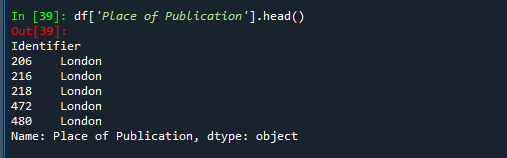 In [39]: df['Place of Publication'].head()
Out[39]:
Identifier
206    London
216    London
218    London
472    London
480    London
Name: Place of Publication, dtype: object